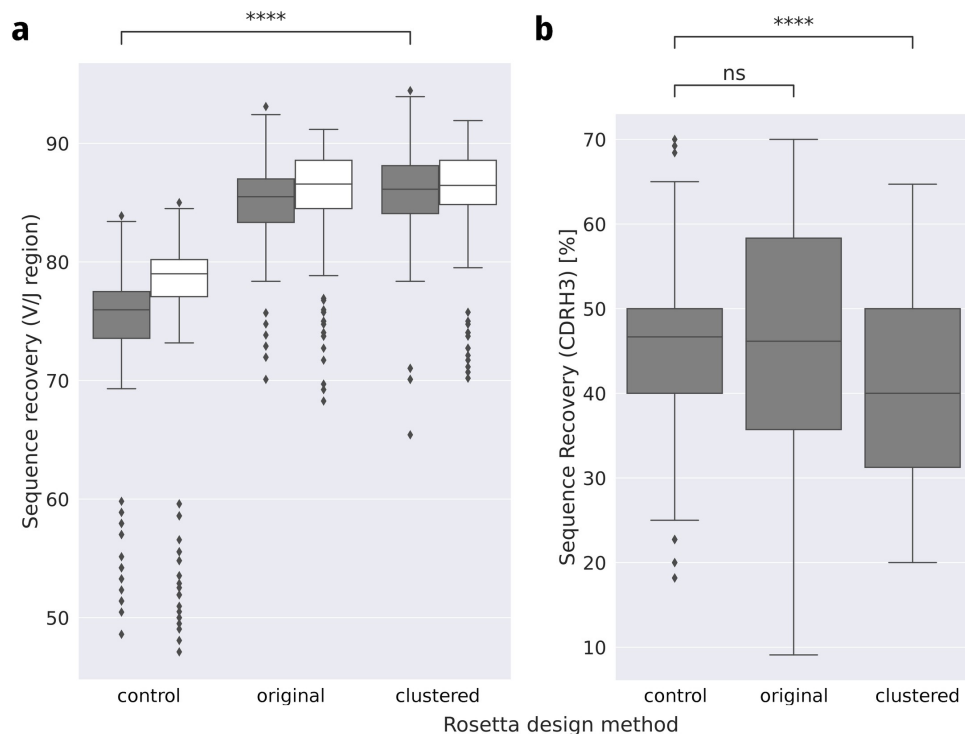 a
****
Sequence recovery (V/J region)
90
80
70
60
50
control original clustered
b
****
ns
Sequence Recovery (CDRH3) [%]
70
60
50
40
30
20
10
control original clustered
Rosetta design method